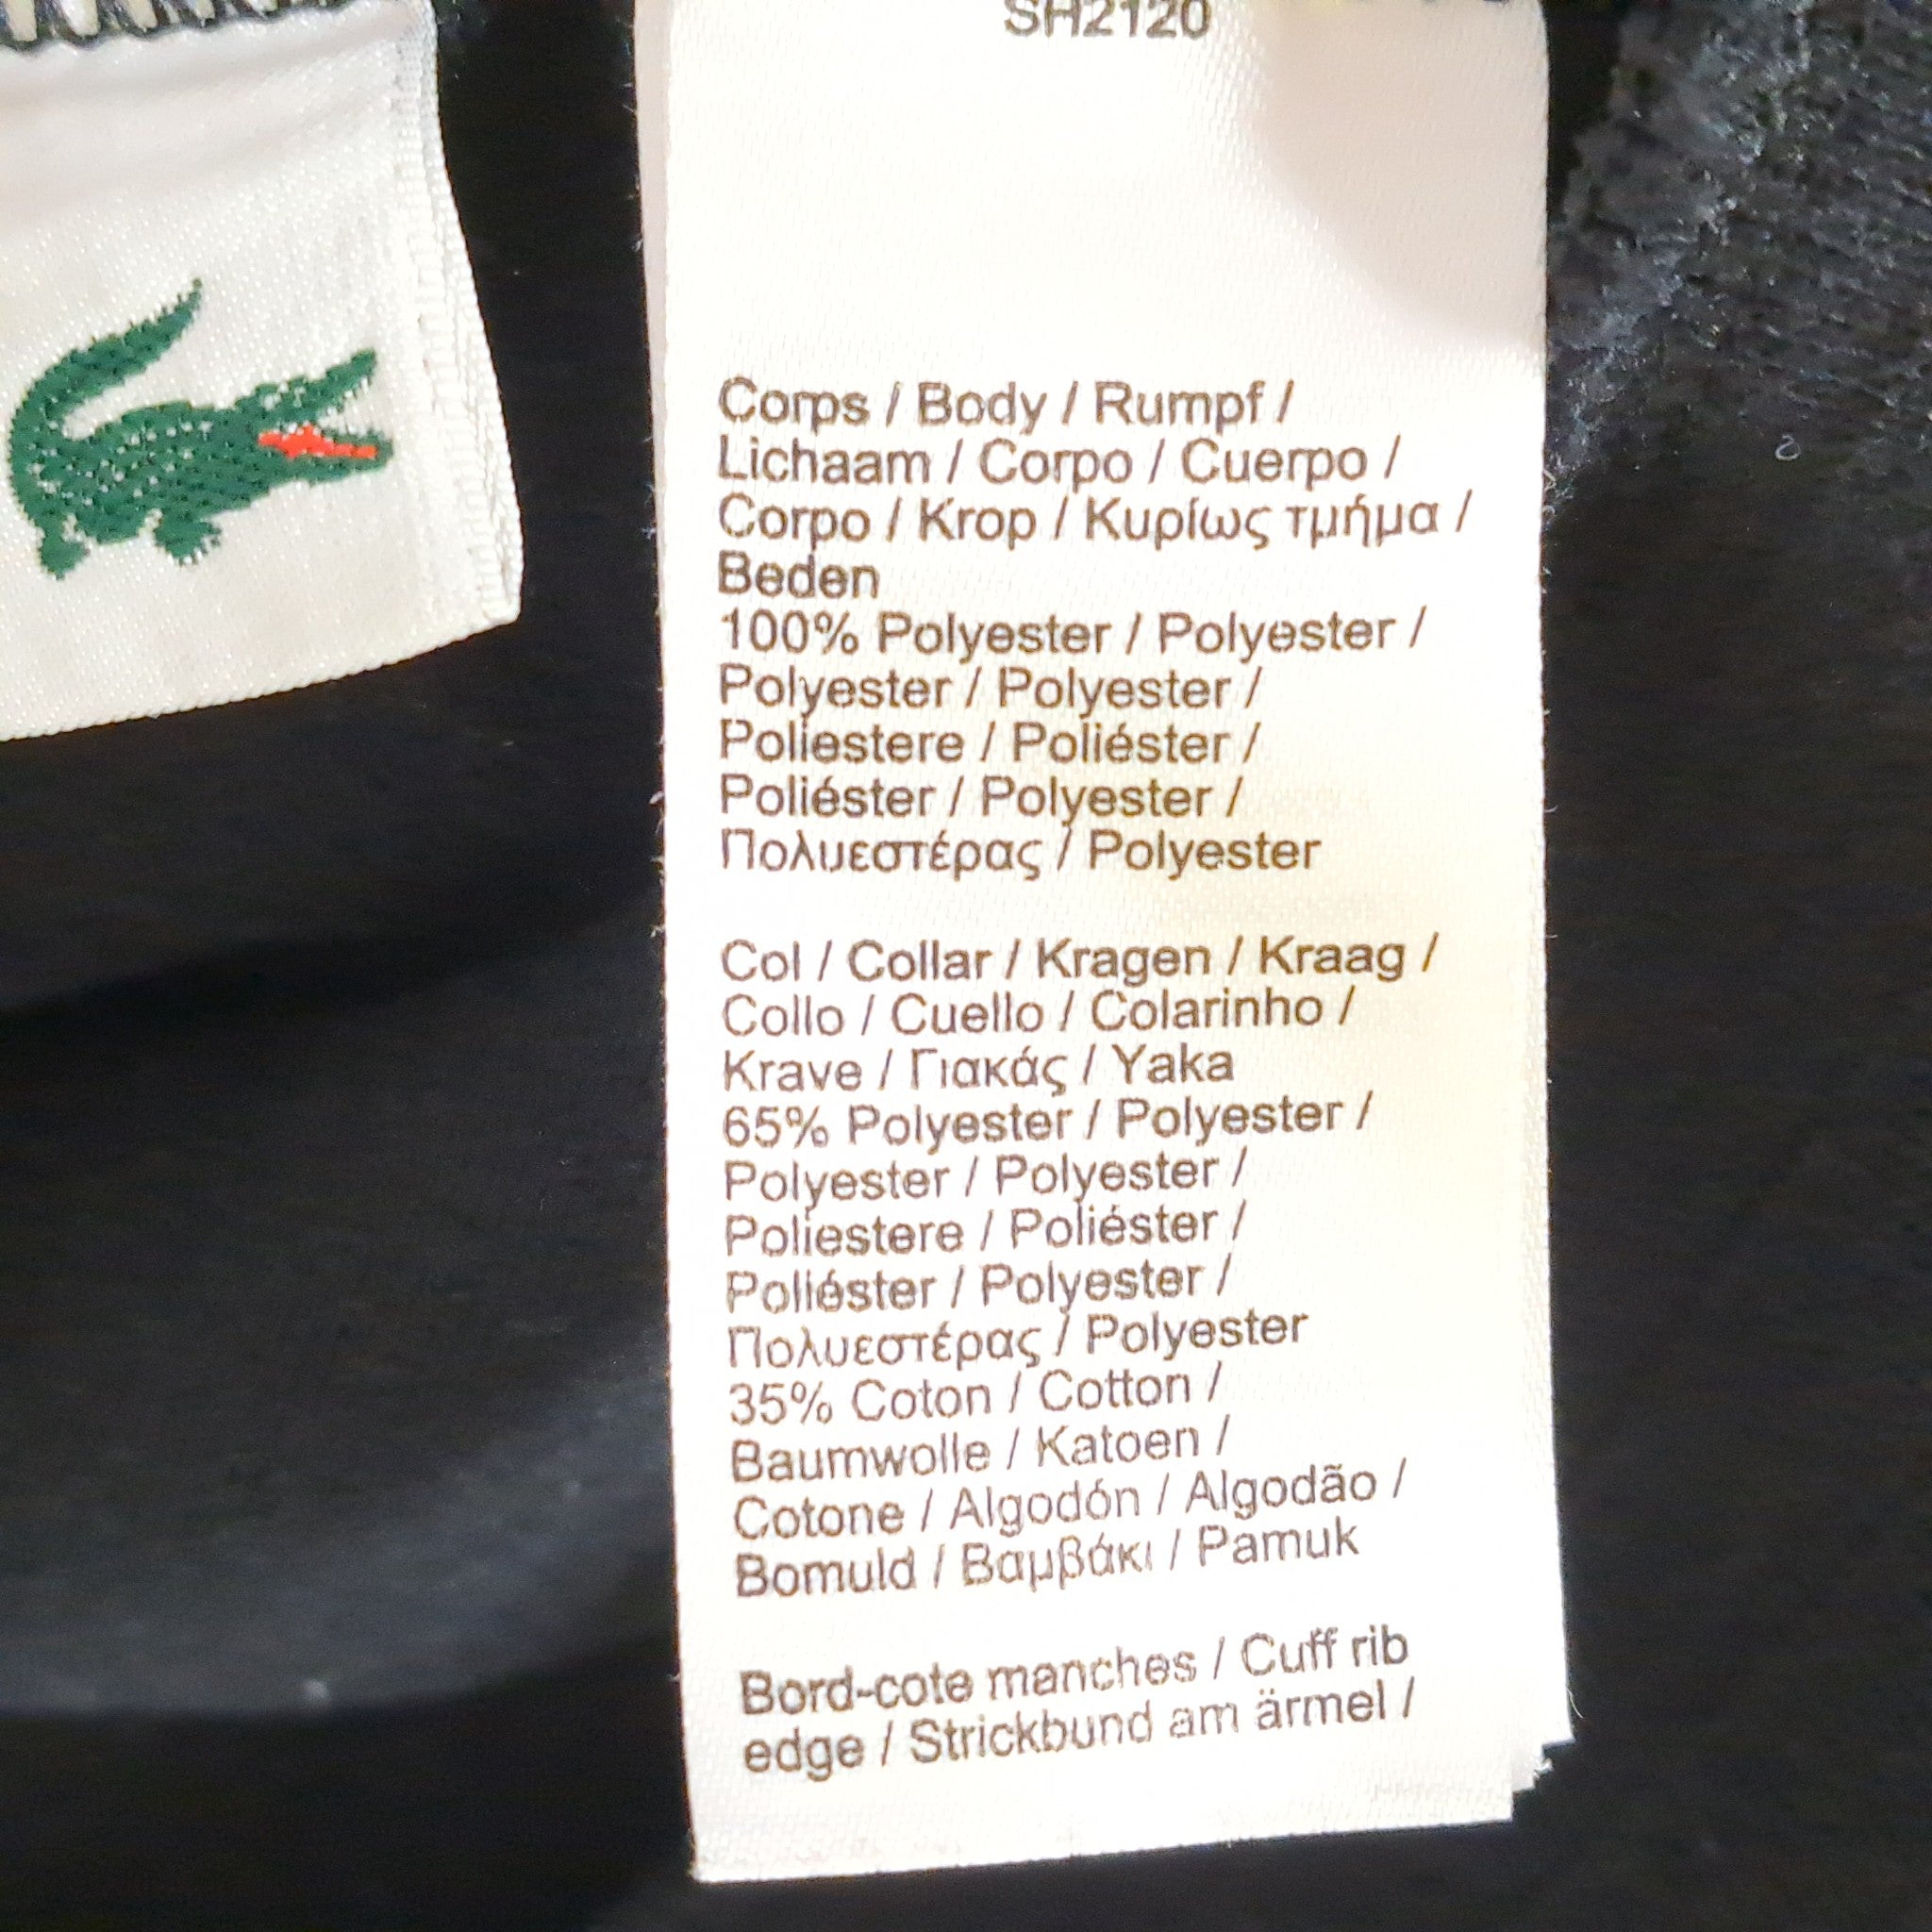 SH2120
Corps / Body / Rumpf /
Lichaam / Corpo / Cuerpo /
Corpo / Krop / Κυρίως τμήμα /
Beden
100% Polyester / Polyester /
Polyester / Polyester /
Poliestere / Poliéster /
Poliéster / Polyester /
Πολυεστέρας / Polyester
Col / Collar / Kragen / Kraag /
Collo / Cuello / Colarinho /
Krave / Γιακάς / Yaka
65% Polyester / Polyester /
Polyester / Polyester /
Poliestere / Poliéster /
Poliéster / Polyester /
Πολυεστέρας / Polyester
35% Coton / Cotton /
Baumwolle / Katoen /
Cotone / Algodón / Algodão /
Bomuld / Βαμβάκι / Pamuk
Bord-cote manches / Cuff rib
edge / Strickbund am ärmel /